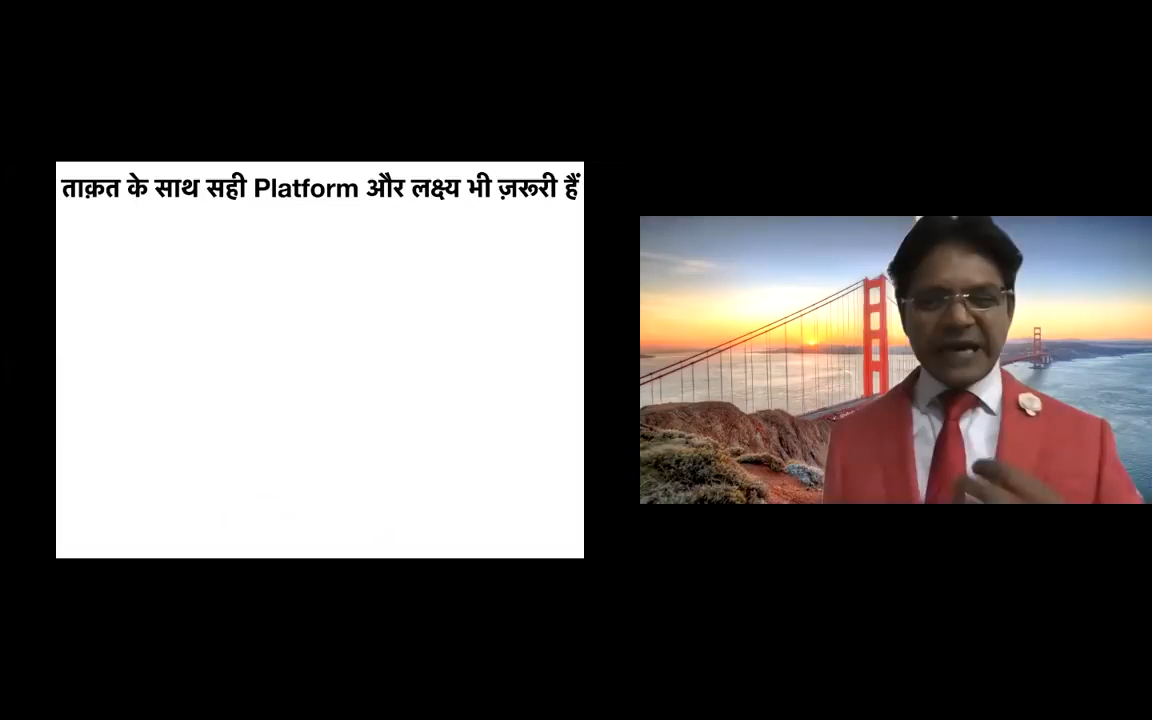 ताक़त के साथ सही Platform और लक्ष्य भी ज़रूरी हैं